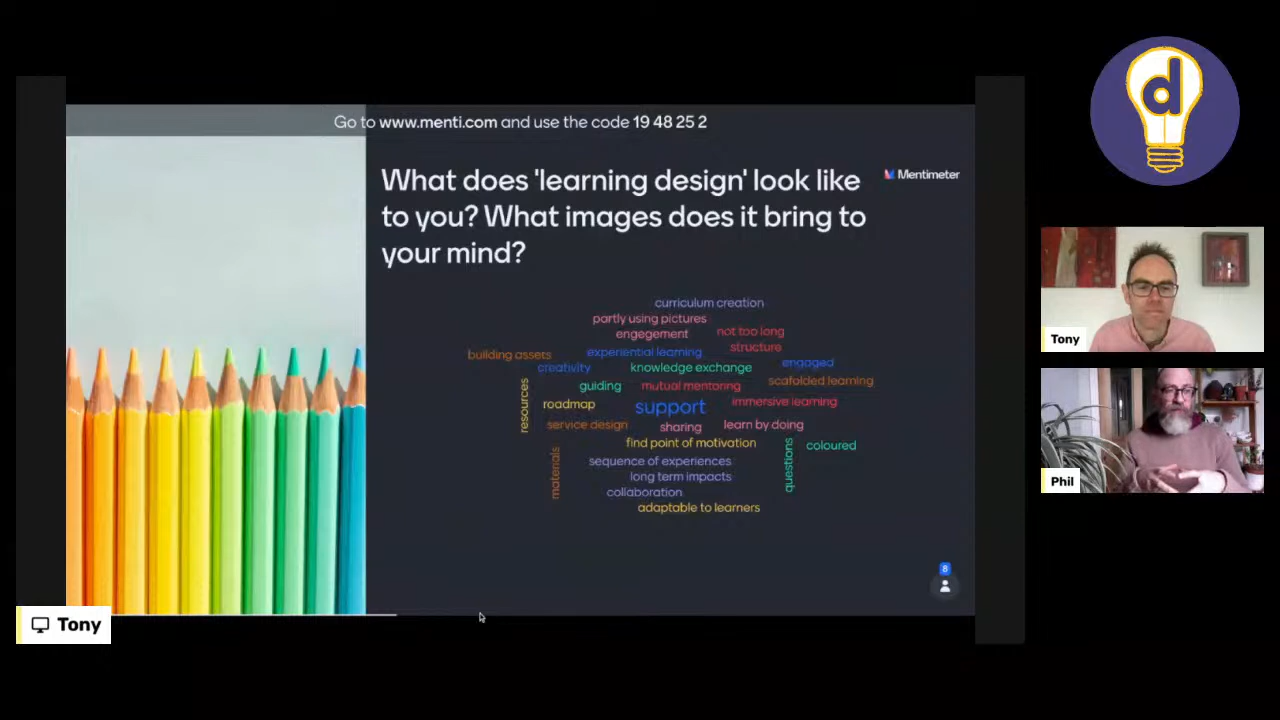 Go to www.menti.com and use the code 19 48 25 2
Mentimeter
What does 'learning design' look like
to you? What images does it bring to
your mind?
curriculum creation
partly using pictures
engegement
not too long
structure
building assets
experiential learning
engaged
creativity
knowledge exchange
scafolded learning
guiding
mutual mentoring
resources
roadmap
support
immersive learning
service design
sharing
learn by doing
find point of motivation
coloured
questions
materials
sequence of experiences
long term impacts
collaboration
adaptable to learners
8
Tony
d
Tony
Phil